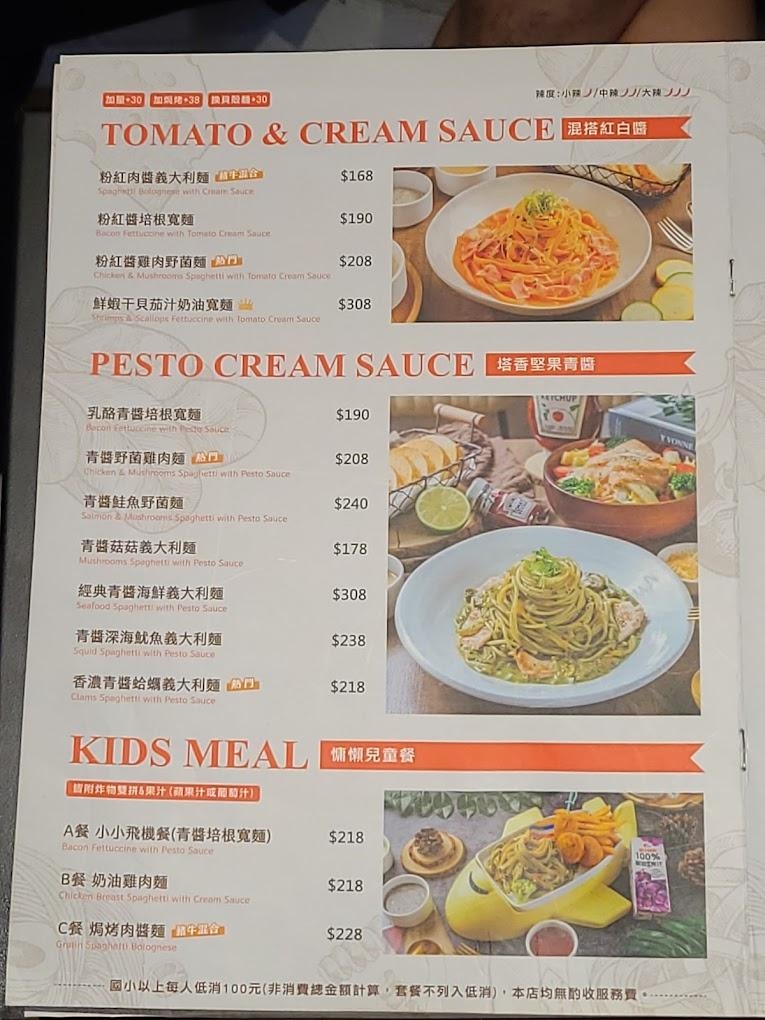 加量+30 加焗烤+38 換貝殼麵+30
辣度:小辣/中辣/大辣
TOMATO & CREAM SAUCE 混搭紅白醬
粉紅肉醬義大利麵 豬牛混合 $168
Spaghetti Bolognese with Cream Sauce
粉紅醬培根寬麵 $190
Bacon Fettuccine with Tomato Cream Sauce
粉紅醬雞肉野菌麵 熱門 $208
Chicken & Mushrooms Spaghetti with Tomato Cream Sauce
鮮蝦干貝茄汁奶油寬麵 $308
Shrimps & Scallops Fettuccine with Tomato Cream Sauce
PESTO CREAM SAUCE 塔香堅果青醬
乳酪青醬培根寬麵 $190
Bacon Fettuccine with Pesto Sauce
青醬野菌雞肉麵 熱門 $208
Chicken & Mushrooms Spaghetti with Pesto Sauce
青醬鮭魚野菌麵 $240
Salmon & Mushrooms Spaghetti with Pesto Sauce
青醬菇菇義大利麵 $178
Mushrooms Spaghetti with Pesto Sauce
經典青醬海鮮義大利麵 $308
Seafood Spaghetti with Pesto Sauce
青醬深海魷魚義大利麵 $238
Squid Spaghetti with Pesto Sauce
香濃青醬蛤蠣義大利麵 熱門 $218
Clams Spaghetti with Pesto Sauce
KETCHUP
YVONNE
KIDS MEAL 慵懶兒童餐
皆附炸物雙拼&果汁(蘋果汁或葡萄汁)
A餐 小小飛機餐(青醬培根寬麵) $218
Bacon Fettuccine with Pesto Sauce
B餐 奶油雞肉麵 $218
Chicken Breast Spaghetti with Cream Sauce
C餐 焗烤肉醬麵 豬牛混合 $228
Gratin Spaghetti Bolognese
100%
國小以上每人低消100元(非消費總金額計算，套餐不列入低消)，本店均無酌收服務費。